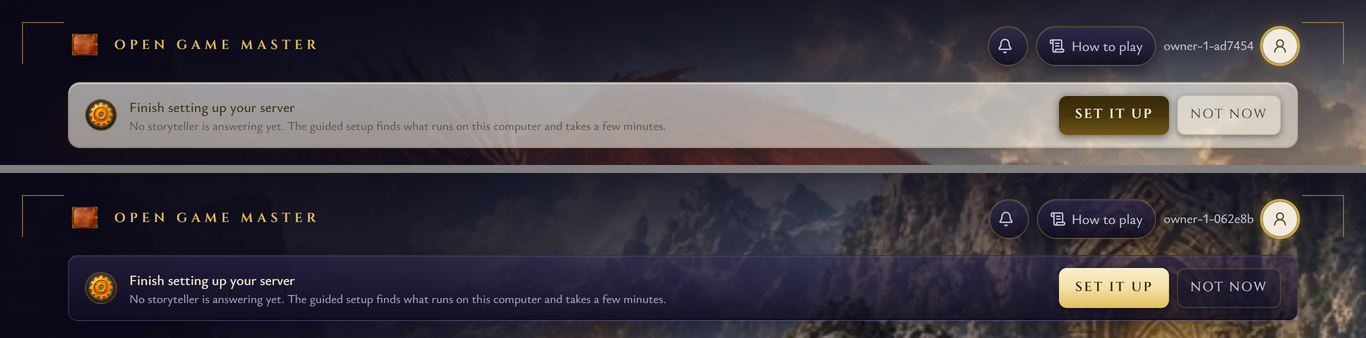 OPEN GAME MASTER
How to play
owner-1-ad7454
Finish setting up your server
No storyteller is answering yet. The guided setup finds what runs on this computer and takes a few minutes.
SET IT UP
NOT NOW
OPEN GAME MASTER
How to play
owner-1-062e8b
Finish setting up your server
No storyteller is answering yet. The guided setup finds what runs on this computer and takes a few minutes.
SET IT UP
NOT NOW